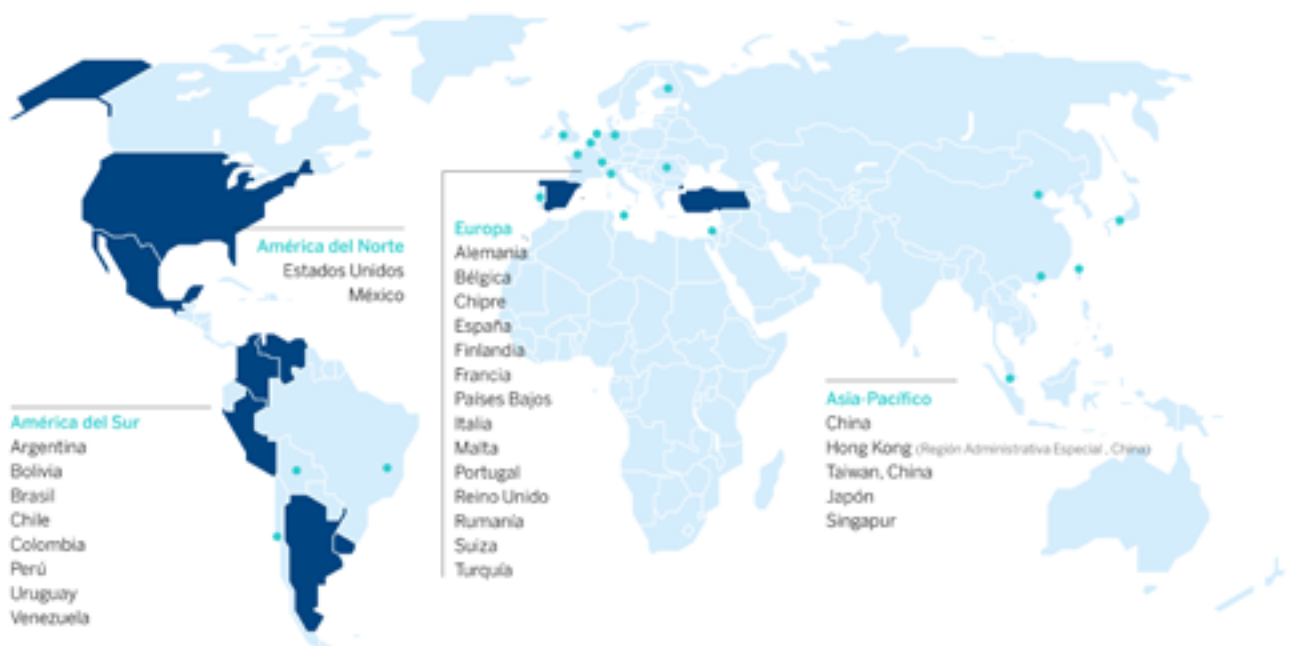 América del Norte
Estados Unidos
México
América del Sur
Argentina
Bolivia
Brasil
Chile
Colombia
Perú
Uruguay
Venezuela
Europa
Alemania
Bélgica
Chipre
España
Finlandia
Francia
Países Bajos
Italia
Malta
Portugal
Reino Unido
Rumanía
Suiza
Turquía
Asia-Pacífico
China
Hong Kong (Región Administrativa Especial , China)
Taiwan, China
Japón
Singapur